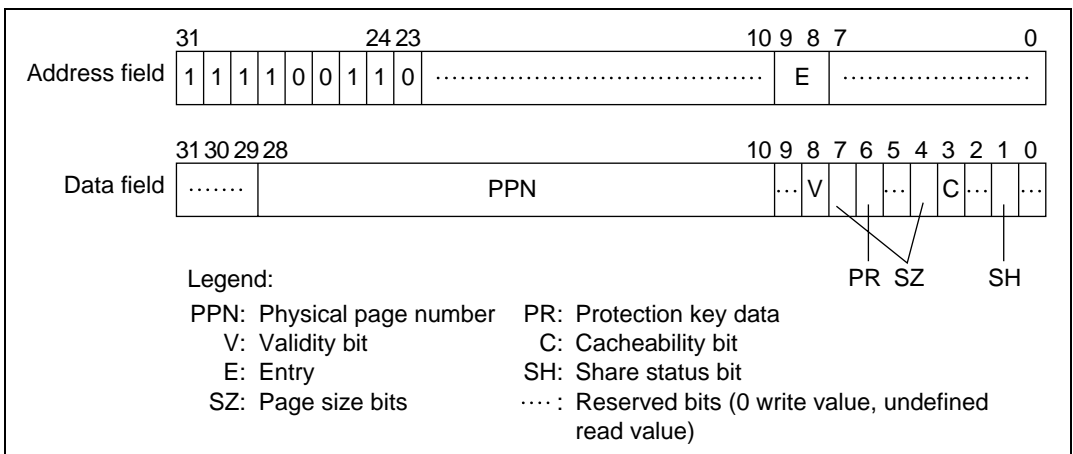 31 24 23 10 9 8 7 0
Address field 1 1 1 1 0 0 1 1 0 ···································· E ·····················
31 30 29 28 10 9 8 7 6 5 4 3 2 1 0
Data field ······· PPN ··· V ··· C ··· ···
PR SZ SH
Legend:
PPN: Physical page number PR: Protection key data
V: Validity bit C: Cacheability bit
E: Entry SH: Share status bit
SZ: Page size bits ···· : Reserved bits (0 write value, undefined
read value)